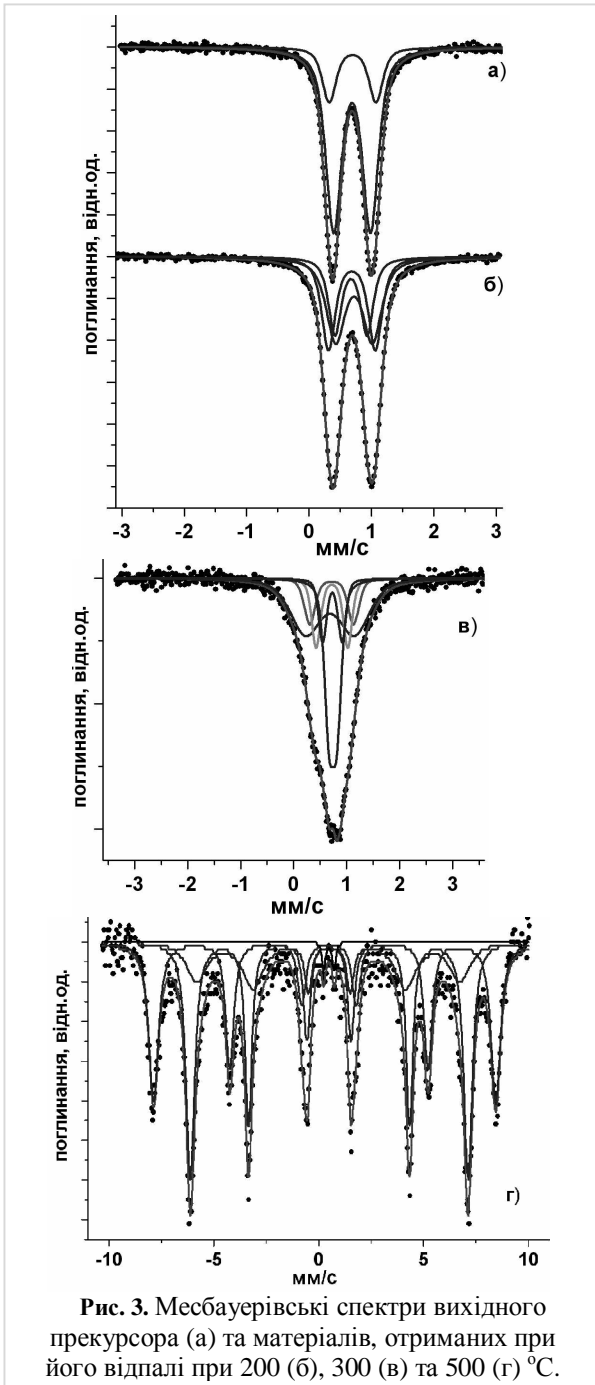 а)
поглинання, відн.од.
б)
-3 -2 -1 0 1 2 3
мм/с
в)
поглинання, відн.од.
-3 -2 -1 0 1 2 3
мм/с
поглинання, відн.од.
г)
-10 -5 0 5 10
мм/с
Рис. 3. Месбауерівські спектри вихідного
прекурсора (а) та матеріалів, отриманих при
його відпалі при 200 (б), 300 (в) та 500 (г) °С.